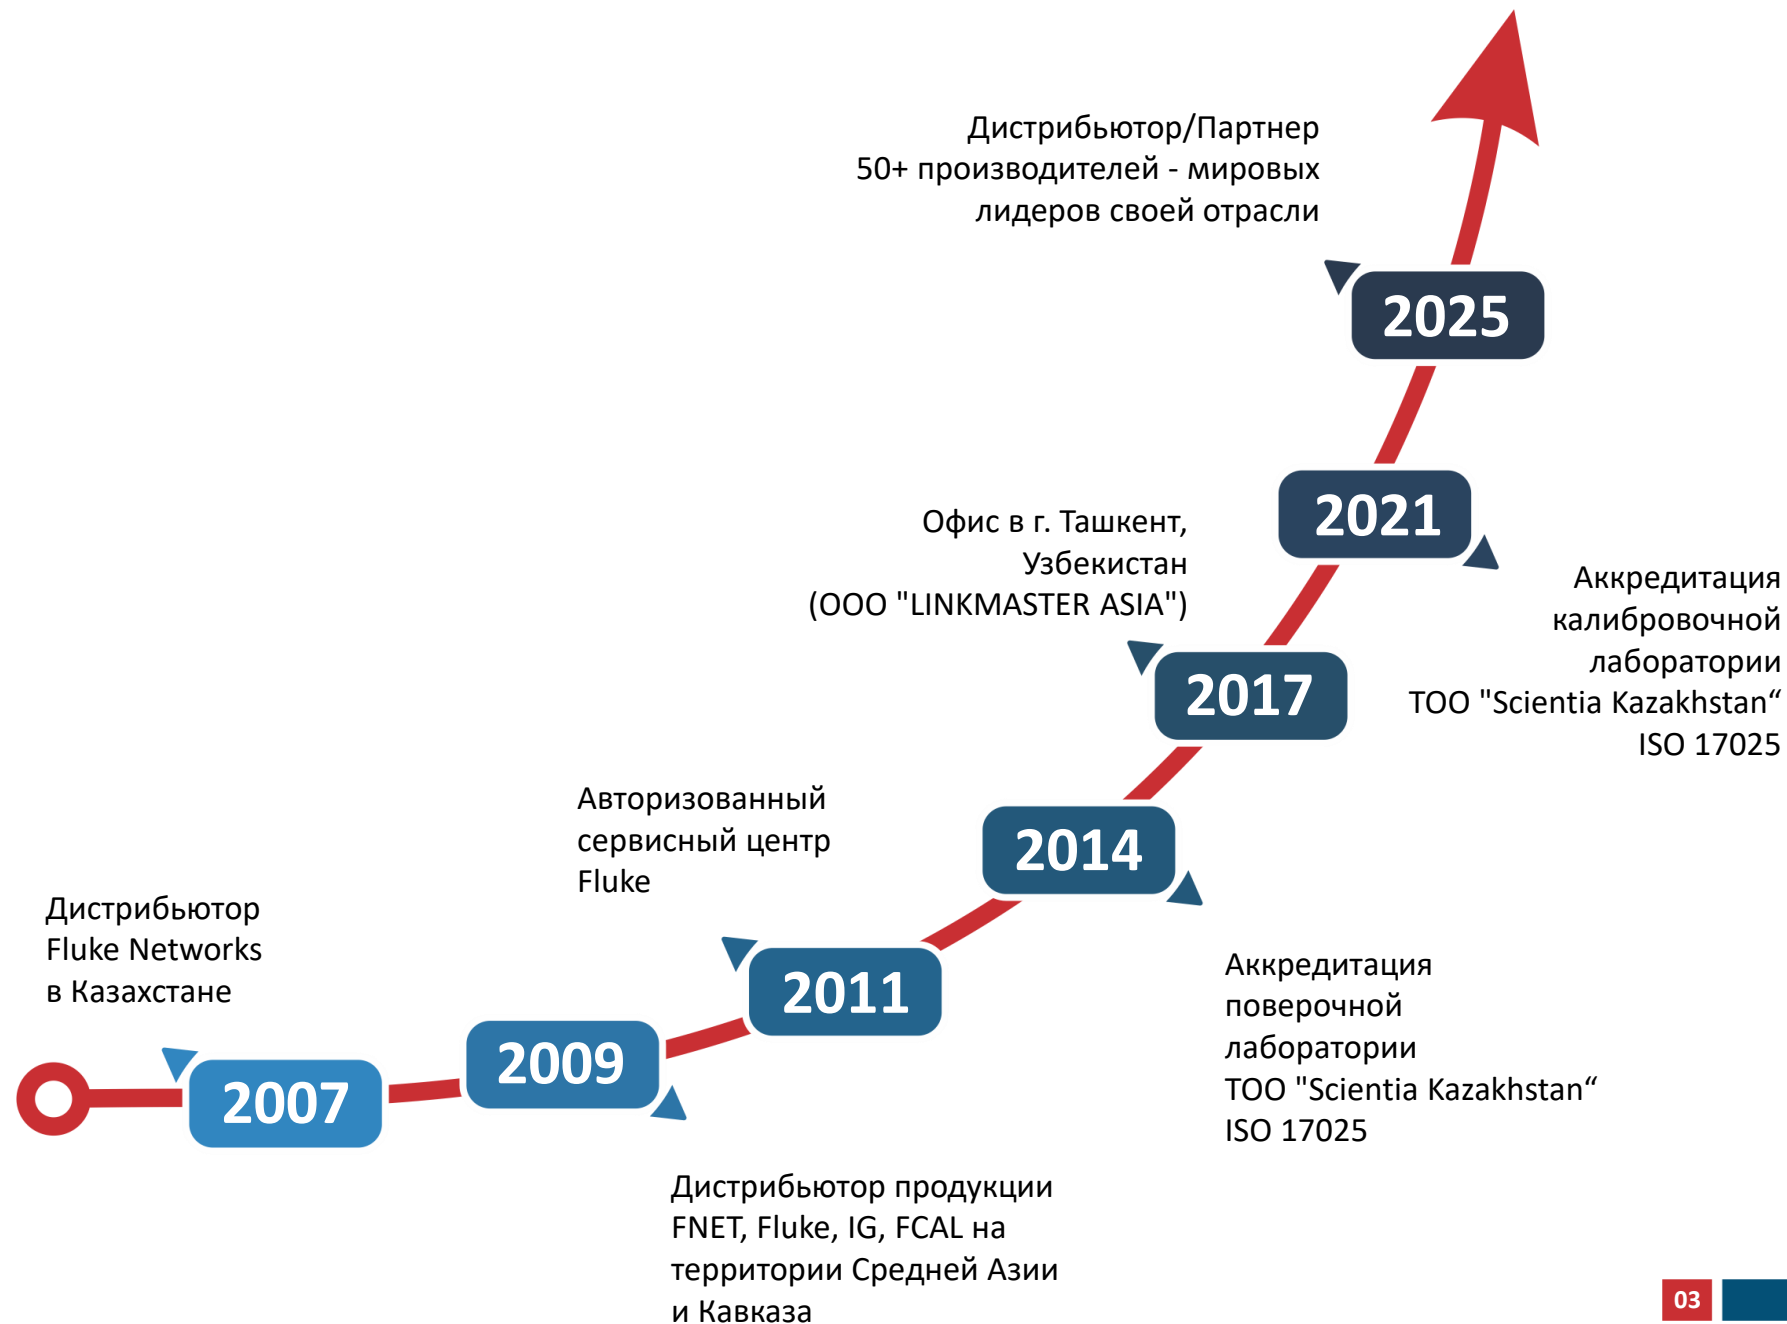 Дистрибьютор/Партнер
50+ производителей - мировых
лидеров своей отрасли
2025
2021
Аккредитация
калибровочной
лаборатории
ТОО "Scientia Kazakhstan“
ISO 17025
Офис в г. Ташкент,
Узбекистан
(ООО "LINKMASTER ASIA")
2017
2014
Аккредитация
поверочной
лаборатории
ТОО "Scientia Kazakhstan“
ISO 17025
Авторизованный
сервисный центр
Fluke
2011
Дистрибьютор
Fluke Networks
в Казахстане
2007
2009
Дистрибьютор продукции
FNET, Fluke, IG, FCAL на
территории Средней Азии
и Кавказа
03